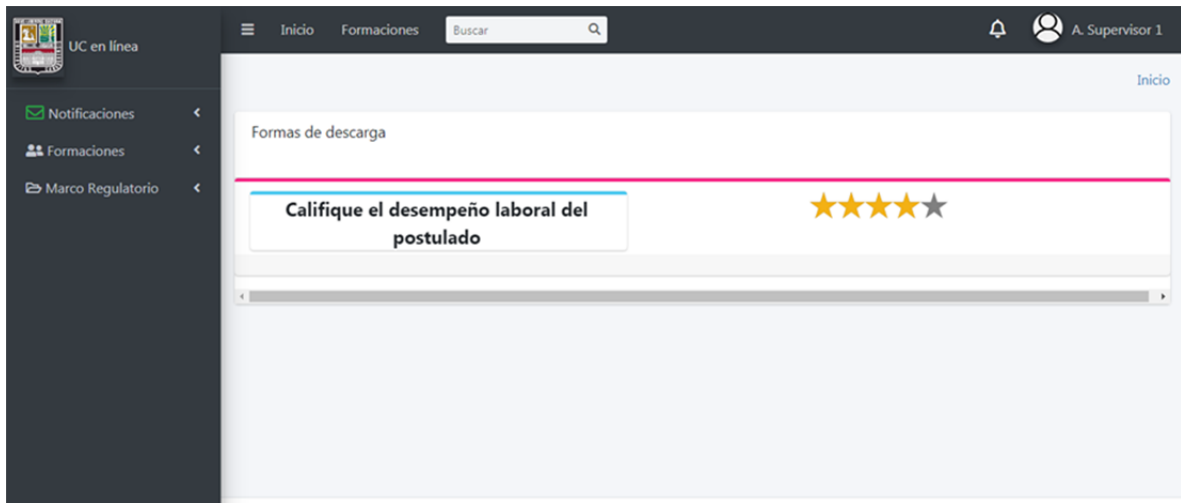 UC en línea
Inicio
Formaciones
Buscar
A. Supervisor 1
Inicio
Notificaciones
Formaciones
Marco Regulatorio
Formas de descarga
Califique el desempeño laboral del
postulado